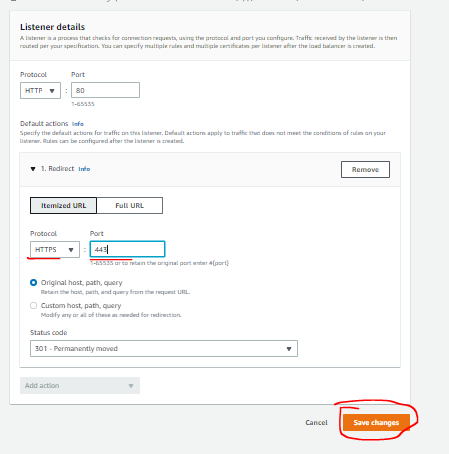 Listener details
A listener is a process that checks for connection requests, using the protocol and port you configure. Traffic received by the listener is then
routed per your specification. You can specify multiple rules and multiple certificates per listener after the load balancer is created.
Protocol Port
HTTP : 80
1-65535
Default actions Info
Specify the default actions for traffic on this listener. Default actions apply to traffic that does not meet the conditions of rules on your
listener. Rules can be configured after the listener is created.
1. Redirect Info Remove
Itemized URL Full URL
Protocol Port
HTTPS : 443
1-65535 or to retain the original port enter #{port}
Original host, path, query
Retain the host, path, and query from the request URL.
Custom host, path, query
Modify any or all of these as needed for redirection.
Status code
301 - Permanently moved
Add action
Cancel Save changes